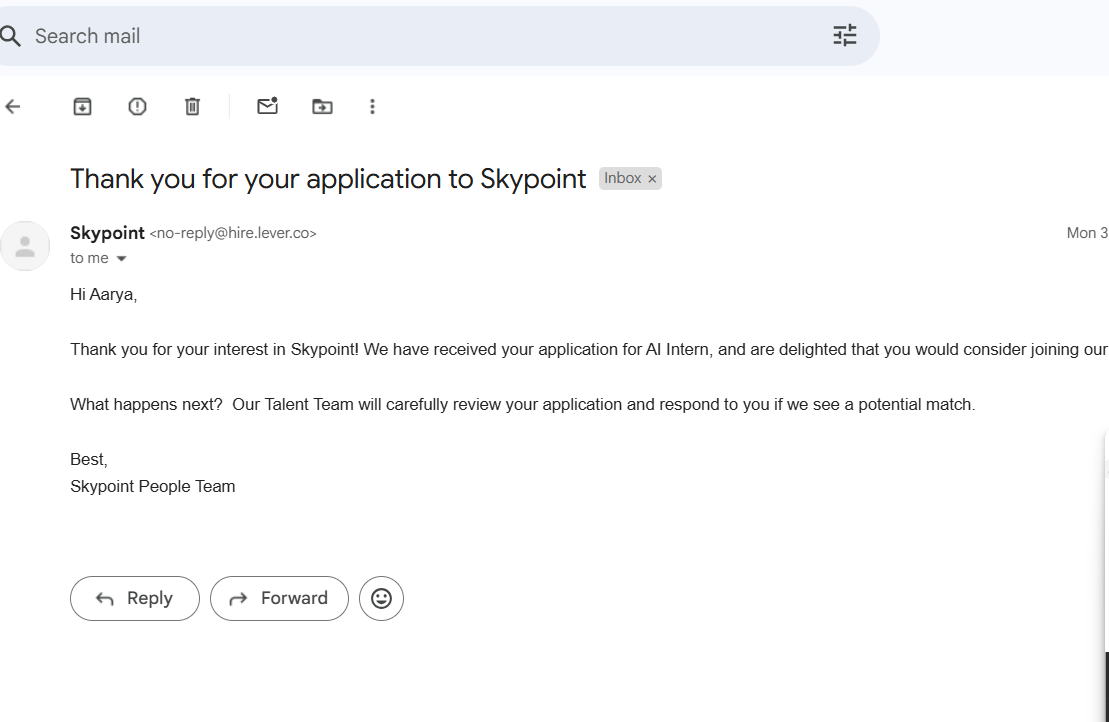 Search mail
Thank you for your application to Skypoint Inbox ×
Skypoint <no-reply@hire.lever.co> Mon 3
to me
Hi Aarya,
Thank you for your interest in Skypoint! We have received your application for AI Intern, and are delighted that you would consider joining our
What happens next?  Our Talent Team will carefully review your application and respond to you if we see a potential match.
Best,
Skypoint People Team
Reply Forward